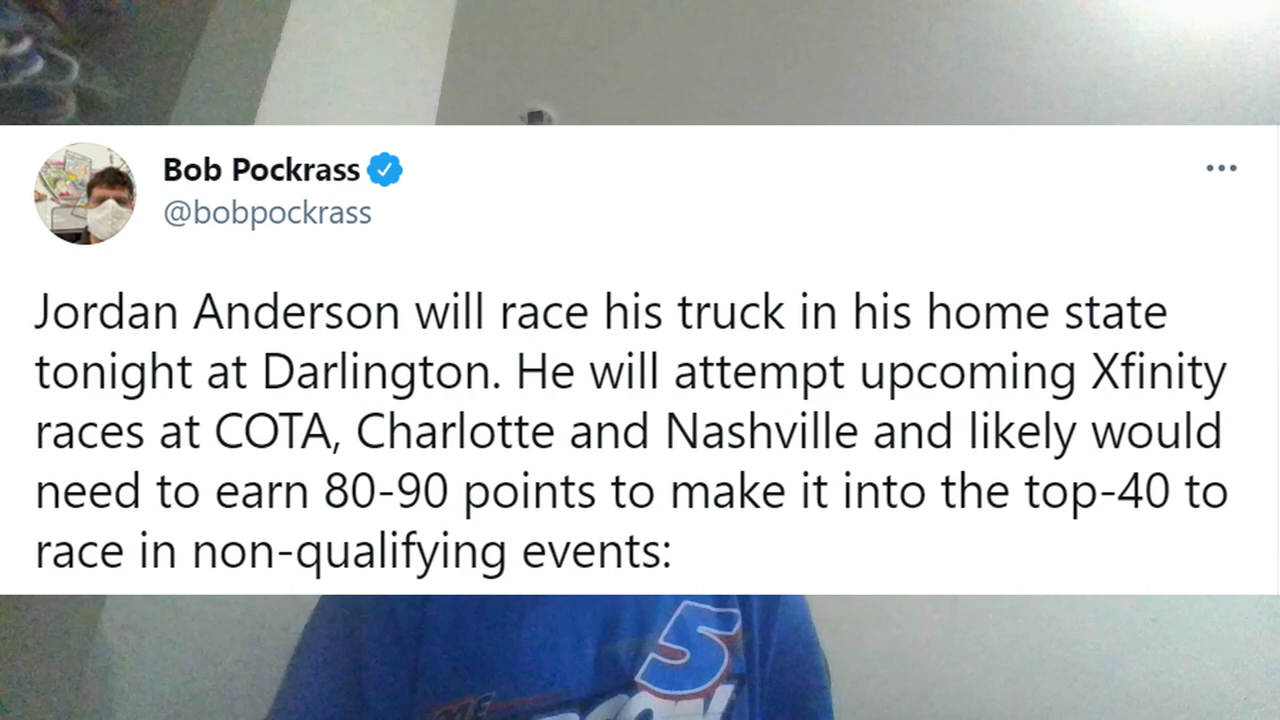 Bob Pockrass
@bobpockrass
Jordan Anderson will race his truck in his home state
tonight at Darlington. He will attempt upcoming Xfinity
races at COTA, Charlotte and Nashville and likely would
need to earn 80-90 points to make it into the top-40 to
race in non-qualifying events:
5